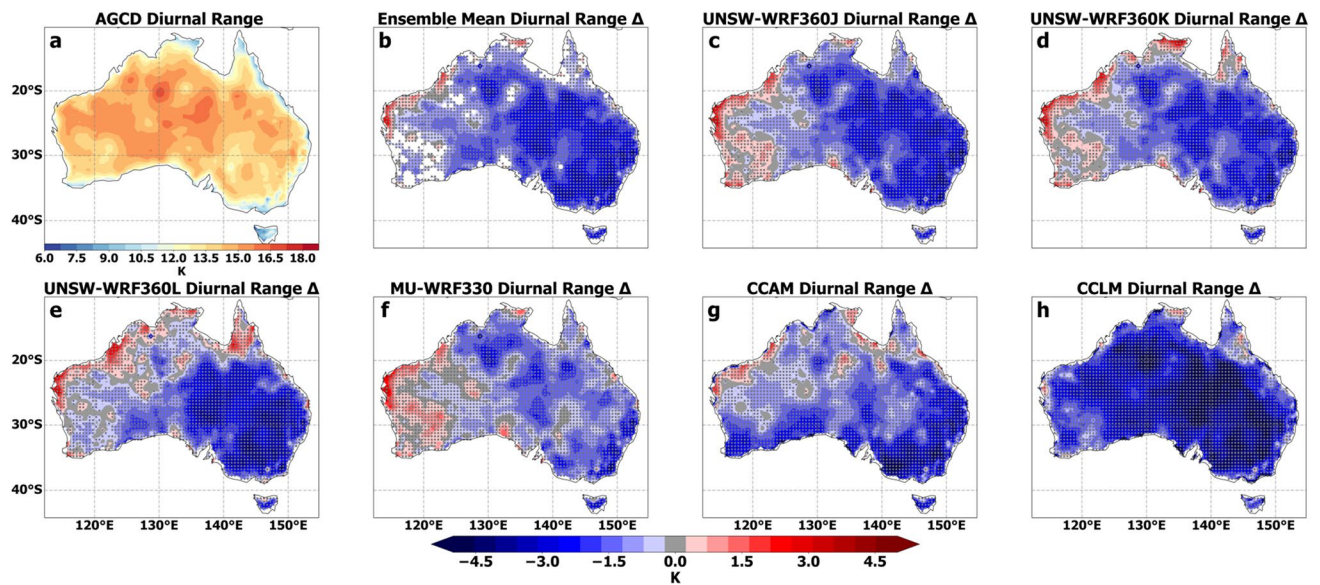 AGCD Diurnal Range
Ensemble Mean Diurnal Range Δ
UNSW-WRF360J Diurnal Range Δ
UNSW-WRF360K Diurnal Range Δ
a
b
c
d
20°S
30°S
40°S
6.0 7.5 9.0 10.5 12.0 13.5 15.0 16.5 18.0
K
UNSW-WRF360L Diurnal Range Δ
MU-WRF330 Diurnal Range Δ
CCAM Diurnal Range Δ
CCLM Diurnal Range Δ
e
f
g
h
20°S
30°S
40°S
120°E 130°E 140°E 150°E
120°E 130°E 140°E 150°E
120°E 130°E 140°E 150°E
120°E 130°E 140°E 150°E
−4.5 −3.0 −1.5 0.0 1.5 3.0 4.5
K